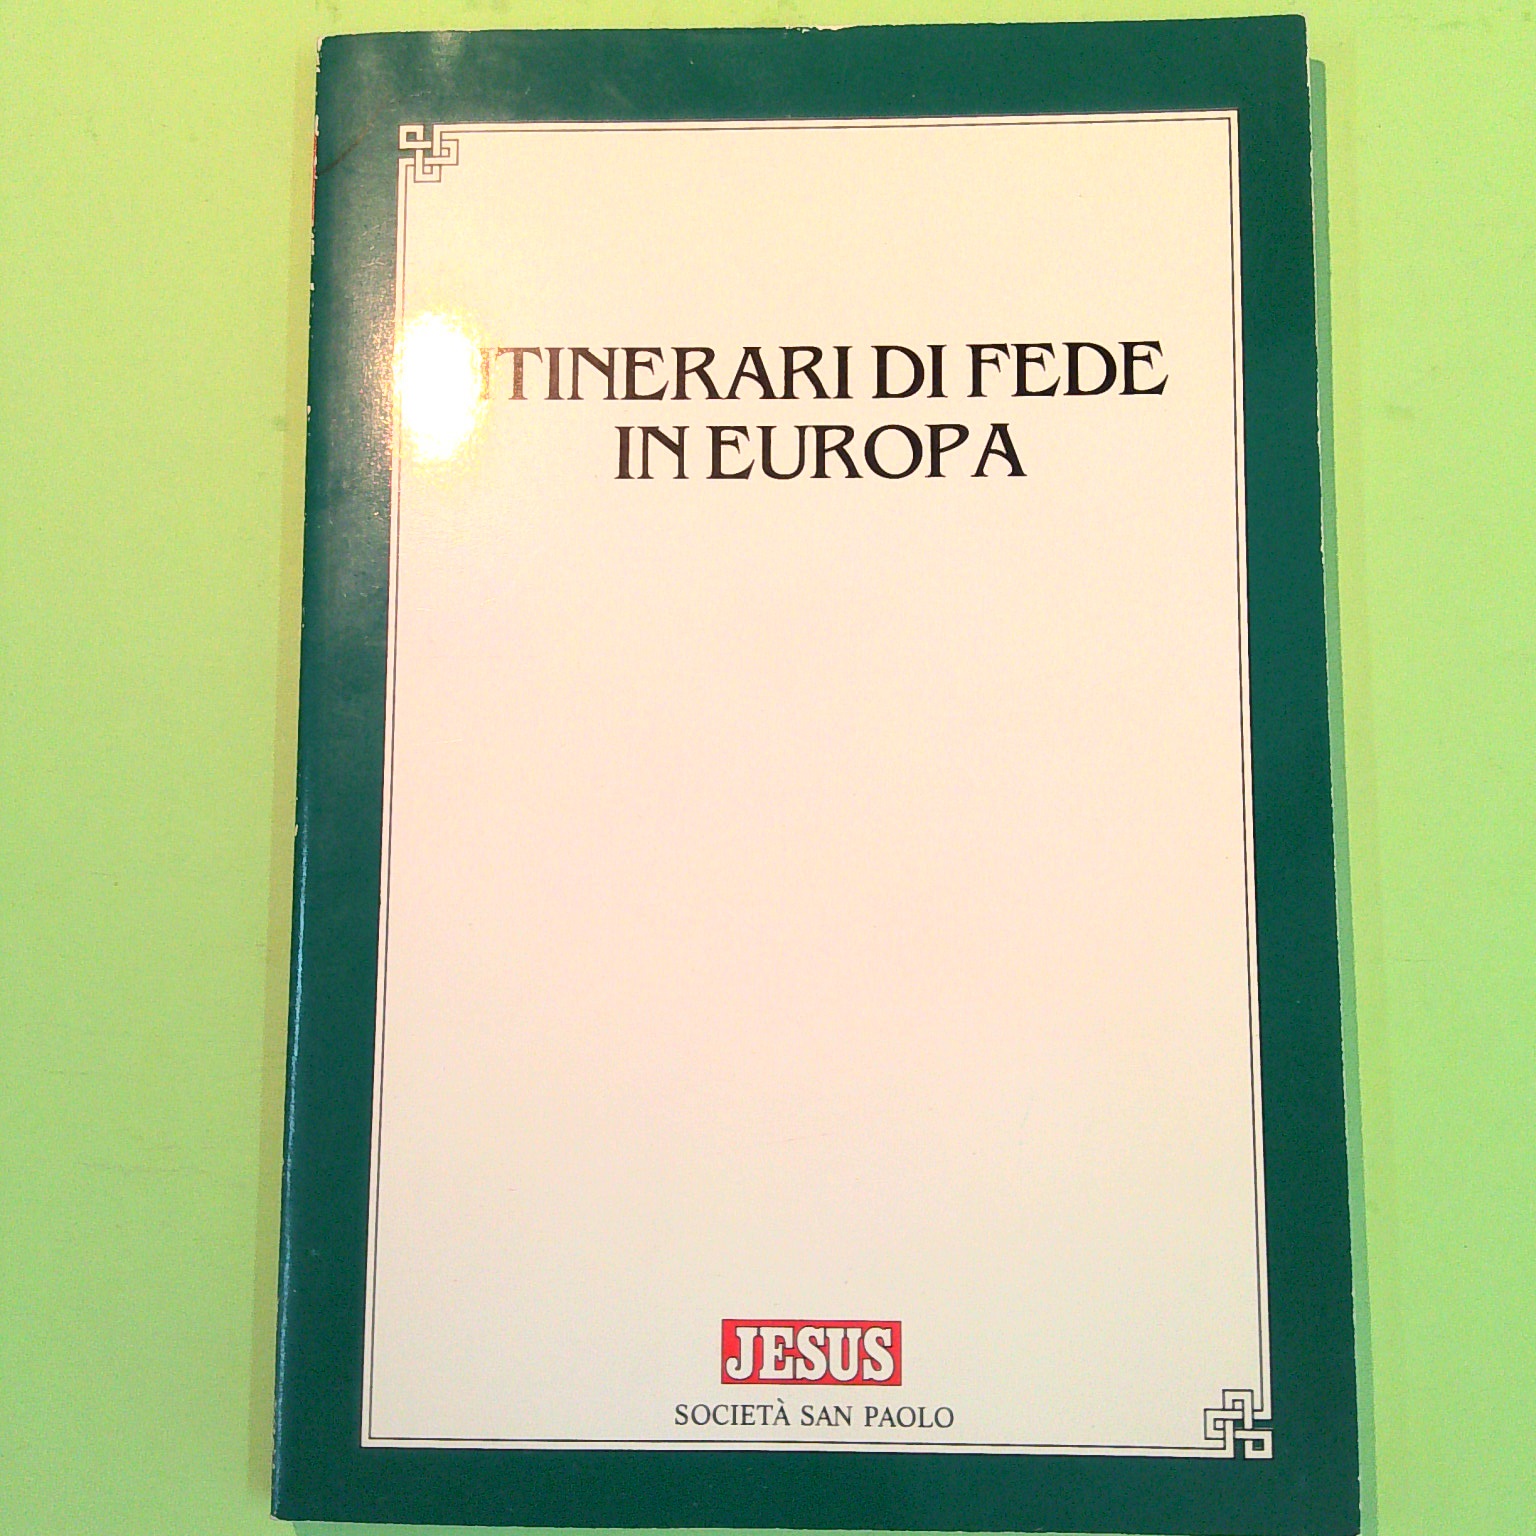 ITINERARI DI FEDE
IN EUROPA
JESUS
SOCIETÀ SAN PAOLO